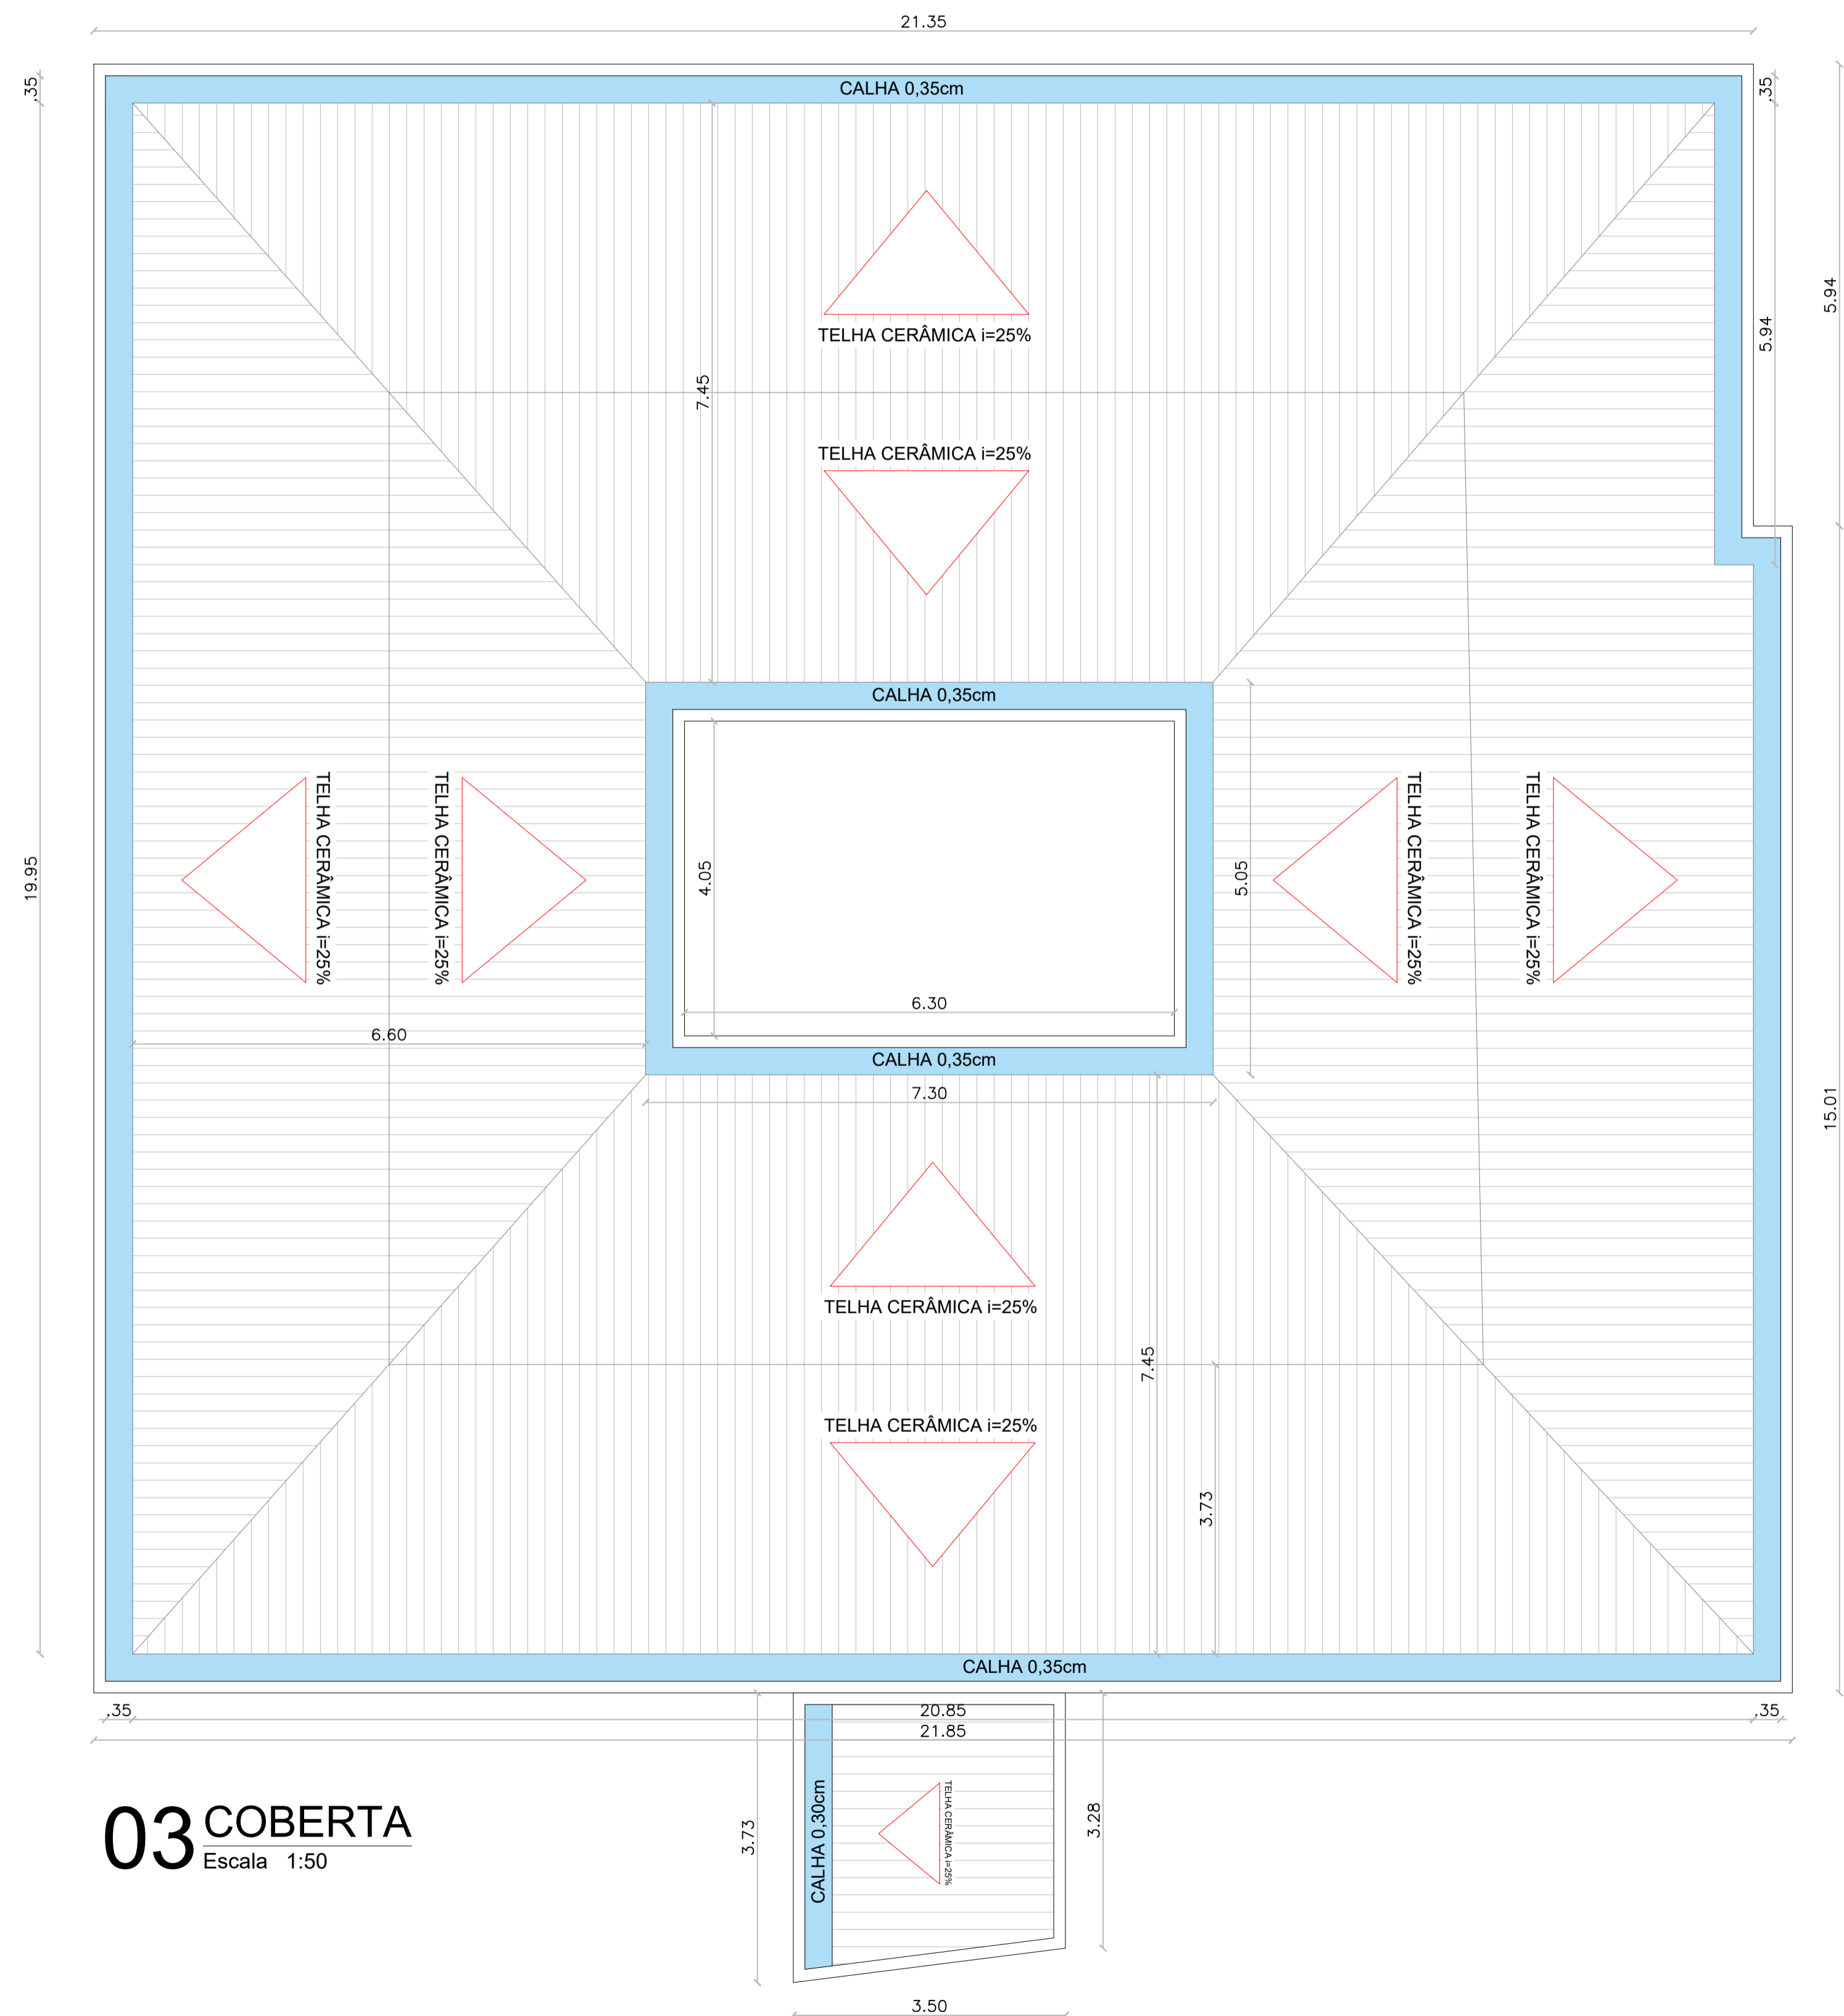 21.35
.35
CALHA 0,35cm
.35
5.94
5.94
TELHA CERÂMICA i=25%
7.45
TELHA CERÂMICA i=25%
CALHA 0,35cm
19.95
TELHA CERÂMICA i=25%
TELHA CERÂMICA i=25%
4.05
6.30
5.05
TELHA CERÂMICA i=25%
TELHA CERÂMICA i=25%
6.60
CALHA 0,35cm
7.30
15.01
TELHA CERÂMICA i=25%
7.45
TELHA CERÂMICA i=25%
3.73
CALHA 0,35cm
.35
20.85
.35
21.85
3.73
CALHA 0,30cm
TELHA CERÂMICA i=25%
3.28
3.50
03 COBERTA
Escala 1:50